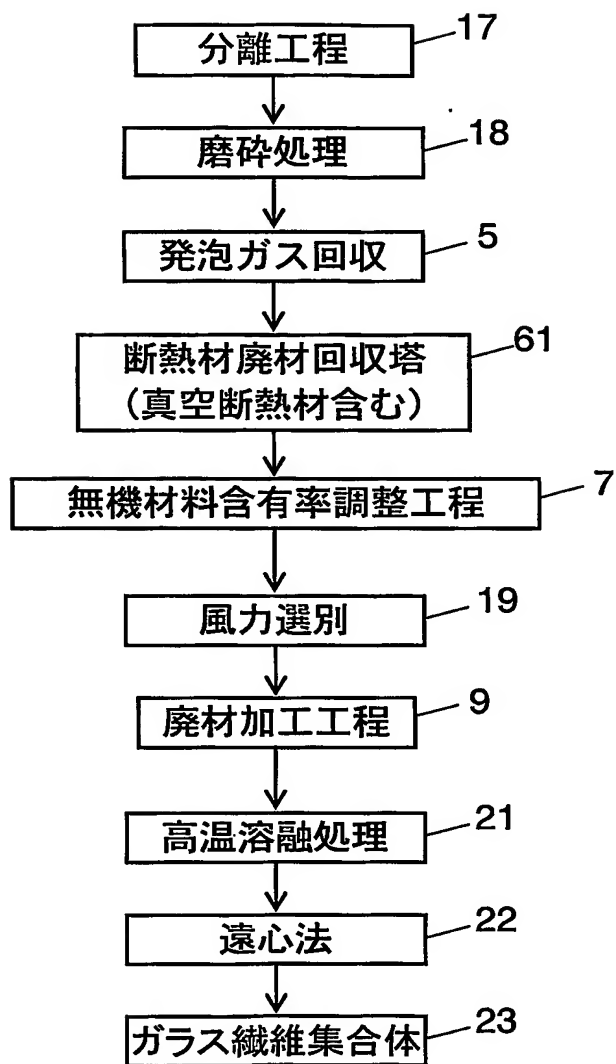 分離工程
17
磨砕処理
18
発泡ガス回収
5
断熱材廃材回収塔
(真空断熱材含む)
61
無機材料含有率調整工程
7
風力選別
19
廃材加工工程
9
高温溶融処理
21
遠心法
22
ガラス繊維集合体
23